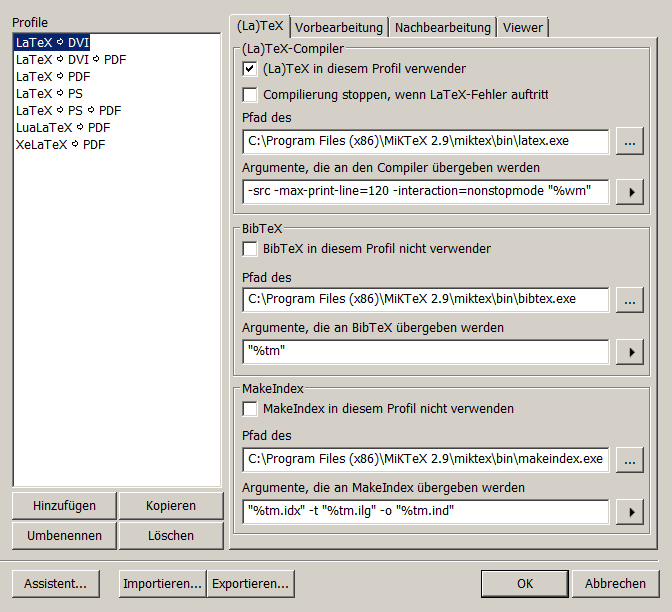 Profile
LaTeX ➪ DVI
LaTeX ➪ DVI ➪ PDF
LaTeX ➪ PDF
LaTeX ➪ PS
LaTeX ➪ PS ➪ PDF
LuaLaTeX ➪ PDF
XeLaTeX ➪ PDF
Hinzufügen Kopieren
Umbenennen Löschen
(La)TeX Vorbearbeitung Nachbearbeitung Viewer
(La)TeX-Compiler
(La)TeX in diesem Profil verwender
Compilierung stoppen, wenn LaTeX-Fehler auftritt
Pfad des
C:\Program Files (x86)\MiKTeX 2.9\miktex\bin\latex.exe ...
Argumente, die an den Compiler übergeben werden
-src -max-print-line=120 -interaction=nonstopmode "%wm"
BibTeX
BibTeX in diesem Profil nicht verwender
Pfad des
C:\Program Files (x86)\MiKTeX 2.9\miktex\bin\bibtex.exe ...
Argumente, die an BibTeX übergeben werden
"%tm"
MakeIndex
MakeIndex in diesem Profil nicht verwenden
Pfad des
C:\Program Files (x86)\MiKTeX 2.9\miktex\bin\makeindex.exe ...
Argumente, die an MakeIndex übergeben werden
"%tm.idx" -t "%tm.ilg" -o "%tm.ind"
Assistent... Importieren... Exportieren... OK Abbrechen